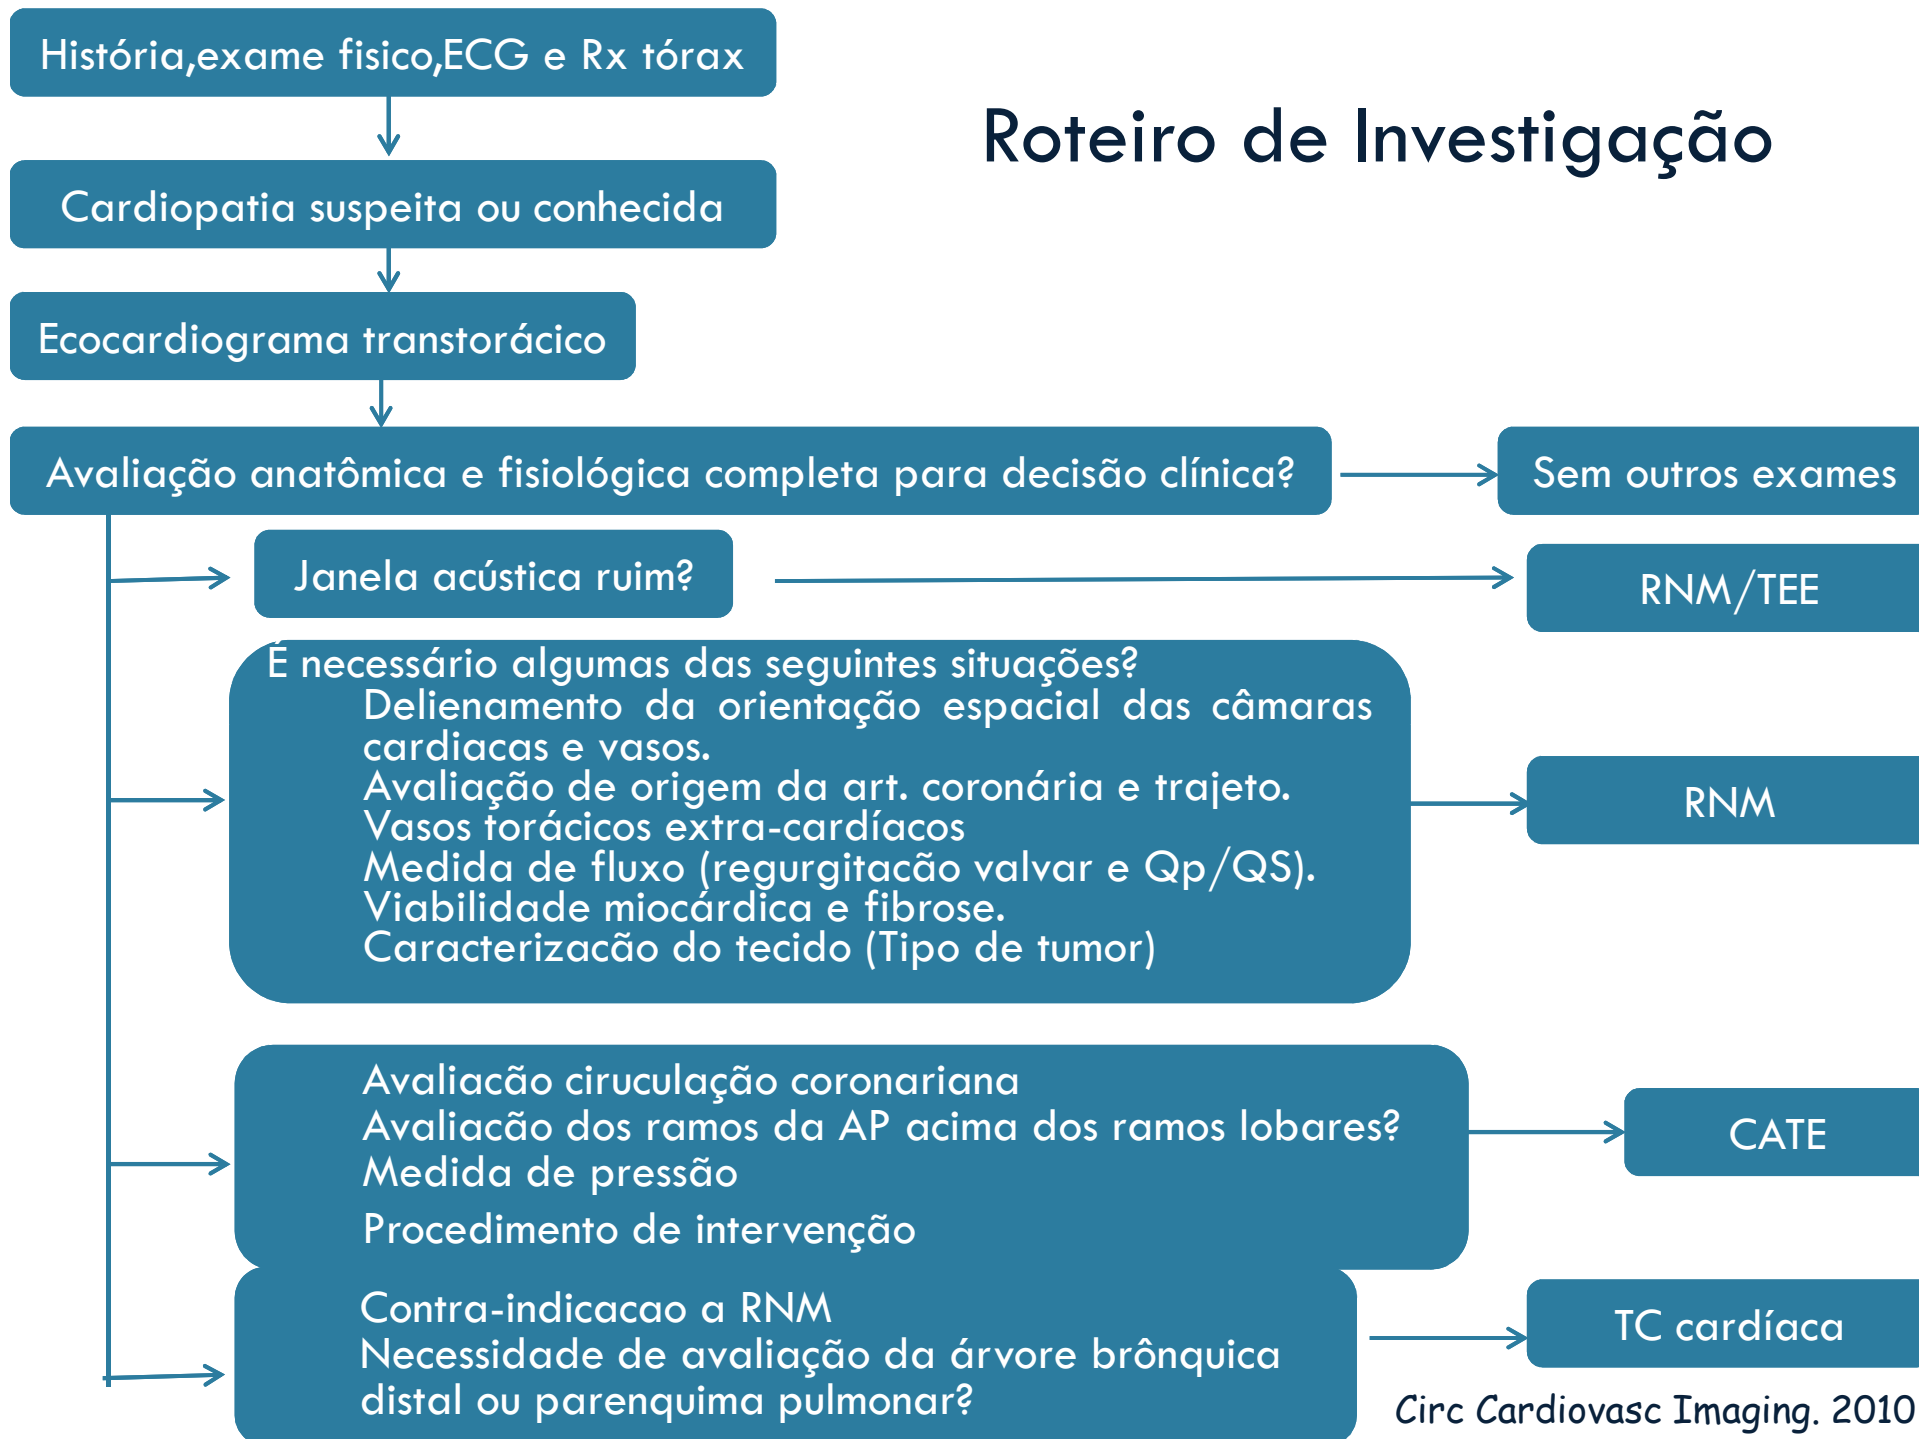 História,exame fisico,ECG e Rx tórax
Roteiro de Investigação
Cardiopatia suspeita ou conhecida
Ecocardiograma transtorácico
Avaliação anatômica e fisiológica completa para decisão clínica?
Sem outros exames
Janela acústica ruim?
RNM/TEE
É necessário algumas das seguintes situações?
Delienamento da orientação espacial das câmaras
cardiacas e vasos.
Avaliação de origem da art. coronária e trajeto.
Vasos torácicos extra-cardíacos
Medida de fluxo (regurgitacão valvar e Qp/QS).
Viabilidade miocárdica e fibrose.
Caracterizacão do tecido (Tipo de tumor)
RNM
Avaliacão ciruculação coronariana
Avaliacão dos ramos da AP acima dos ramos lobares?
Medida de pressão
Procedimento de intervenção
CATE
Contra-indicacao a RNM
Necessidade de avaliação da árvore brônquica
distal ou parenquima pulmonar?
TC cardíaca
Circ Cardiovasc Imaging. 2010